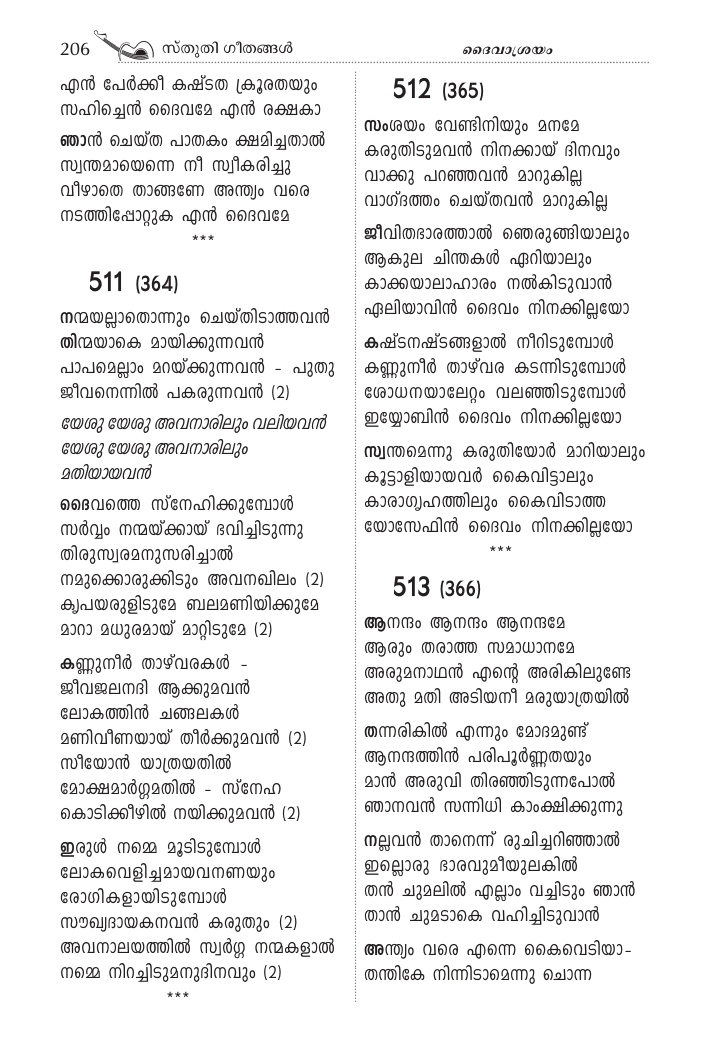 206 സ്തുതി ഗീതങ്ങൾ
ദൈവാശ്രയം
എൻ പേർക്കീ കഷ്ടത ക്രൂരതയും
സഹിച്ചെൻ ദൈവമേ എൻ രക്ഷകാ
ഞാൻ ചെയ്ത പാതകം ക്ഷമിച്ചതാൽ
സ്വന്തമായെന്നെ നീ സ്വീകരിച്ചു
വീഴാതെ താങ്ങണേ അന്ത്യം വരെ
നടത്തിപ്പോറ്റുക എൻ ദൈവമേ
***
511 (364)
നന്മയല്ലാതൊന്നും ചെയ്തിടാത്തവൻ
തിന്മയാകെ മായിക്കുന്നവൻ
പാപമെല്ലാം മറയ്ക്കുന്നവൻ – പുതു
ജീവനെന്നിൽ പകരുന്നവൻ (2)
യേശു യേശു അവനാരിലും വലിയവൻ
യേശു യേശു അവനാരിലും
മതിയായവൻ
ദൈവത്തെ സ്നേഹിക്കുമ്പോൾ
സർവ്വം നന്മയ്ക്കായ് ഭവിച്ചിടുന്നു
തിരുസ്വരമനുസരിച്ചാൽ
നമുക്കൊരുക്കിടും അവനഖിലം (2)
കൃപയരുളിടുമേ ബലമണിയിക്കുമേ
മാറാ മധുരമായ് മാറ്റിടുമേ (2)
കണ്ണുനീർ താഴ്‌വരകൾ –
ജീവജലനദി ആക്കുമവൻ
ലോകത്തിൻ ചങ്ങലകൾ
മണിവീണയായ് തീർക്കുമവൻ (2)
സീയോൻ യാത്രയതിൽ
മോക്ഷമാർഗ്ഗമതിൽ – സ്നേഹ
കൊടിക്കീഴിൽ നയിക്കുമവൻ (2)
ഇരുൾ നമ്മെ മൂടിടുമ്പോൾ
ലോകവെളിച്ചമായവനണയും
രോഗികളായിടുമ്പോൾ
സൗഖ്യദായകനവൻ കരുതും (2)
അവനാലയത്തിൽ സ്വർഗ്ഗ നന്മകളാൽ
നമ്മെ നിറച്ചിടുമനുദിനവും (2)
***
512 (365)
സംശയം വേണ്ടിനിയും മനമേ
കരുതിടുമവൻ നിനക്കായ് ദിനവും
വാക്കു പറഞ്ഞവൻ മാറുകില്ല
വാഗ്ദത്തം ചെയ്തവൻ മാറുകില്ല
ജീവിതഭാരത്താൽ ഞെരുങ്ങിയാലും
ആകുല ചിന്തകൾ ഏറിയാലും
കാക്കയാലാഹാരം നൽകിടുവാൻ
ഏലിയാവിൻ ദൈവം നിനക്കില്ലയോ
കഷ്ടനഷ്ടങ്ങളാൽ നീറിടുമ്പോൾ
കണ്ണുനീർ താഴ്‌വര കടന്നിടുമ്പോൾ
ശോധനയാലേറ്റം വലഞ്ഞിടുമ്പോൾ
ഇയ്യോബിൻ ദൈവം നിനക്കില്ലയോ
സ്വന്തമെന്നു കരുതിയോർ മാറിയാലും
കൂട്ടാളിയായവർ കൈവിട്ടാലും
കാരാഗൃഹത്തിലും കൈവിടാത്ത
യോസേഫിൻ ദൈവം നിനക്കില്ലയോ
***
513 (366)
ആനന്ദം ആനന്ദം ആനന്ദമേ
ആരും തരാത്ത സമാധാനമേ
അരുമനാഥൻ എന്റെ അരികിലുണ്ടേ
അതു മതി അടിയനീ മരുയാത്രയിൽ
തന്നരികിൽ എന്നും മോദമുണ്ട്
ആനന്ദത്തിൻ പരിപൂർണ്ണതയും
മാൻ അരുവി തിരഞ്ഞിടുന്നപോൽ
ഞാനവൻ സന്നിധി കാംക്ഷിക്കുന്നു
നല്ലവൻ താനെന്ന് രുചിച്ചറിഞ്ഞാൽ
ഇല്ലൊരു ഭാരവുമീയുലകിൽ
തൻ ചുമലിൽ എല്ലാം വച്ചിടും ഞാൻ
താൻ ചുമടാകെ വഹിച്ചിടുവാൻ
അന്ത്യം വരെ എന്നെ കൈവെടിയാ–
തന്തികേ നിന്നിടാമെന്നു ചൊന്ന